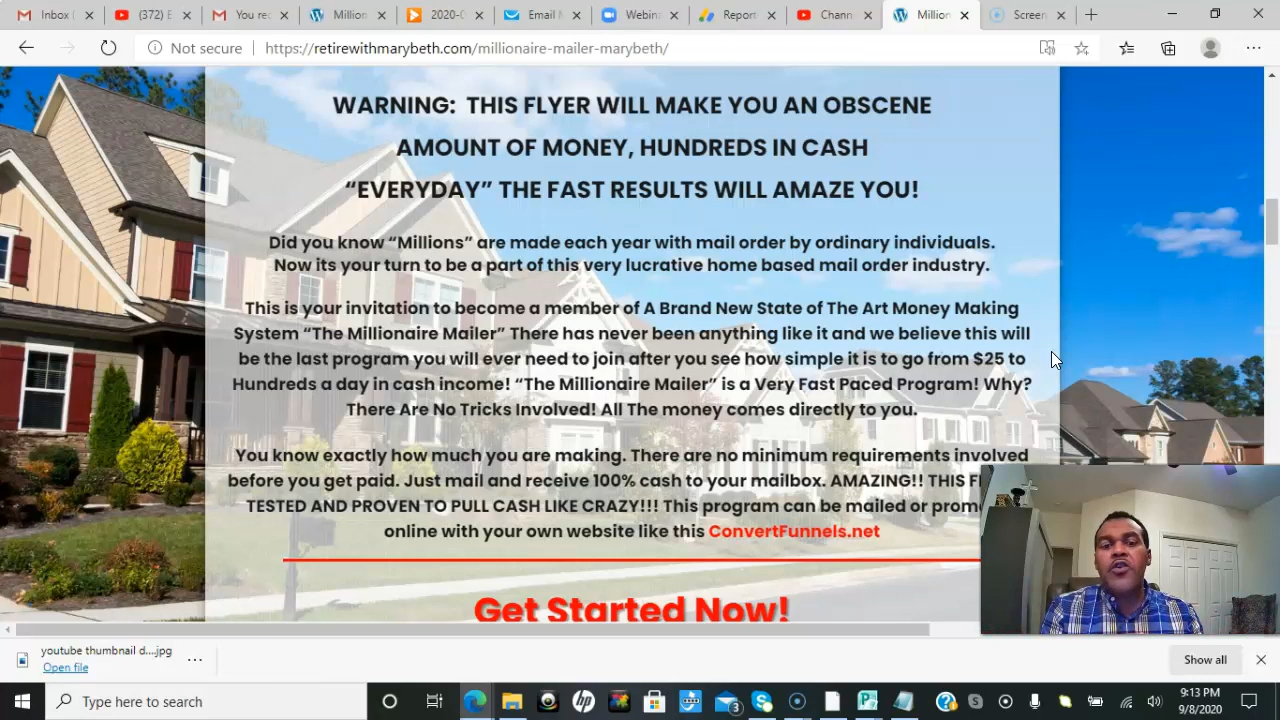 Inbox (
(372) E
You rec
Million
2020-0
Email M
Webina
Report
Chann
Million
Screen
Not secure
https://retirewithmarybeth.com/millionaire-mailer-marybeth/
WARNING: THIS FLYER WILL MAKE YOU AN OBSCENE
AMOUNT OF MONEY, HUNDREDS IN CASH
“EVERYDAY” THE FAST RESULTS WILL AMAZE YOU!
Did you know “Millions” are made each year with mail order by ordinary individuals.
Now its your turn to be a part of this very lucrative home based mail order industry.
This is your invitation to become a member of A Brand New State of The Art Money Making
System “The Millionaire Mailer” There has never been anything like it and we believe this will
be the last program you will ever need to join after you see how simple it is to go from $25 to
Hundreds a day in cash income! “The Millionaire Mailer” is a Very Fast Paced Program! Why?
There Are No Tricks Involved! All The money comes directly to you.
You know exactly how much you are making. There are no minimum requirements involved
before you get paid. Just mail and receive 100% cash to your mailbox. AMAZING!! THIS F
TESTED AND PROVEN TO PULL CASH LIKE CRAZY!!! This program can be mailed or promo
online with your own website like this ConvertFunnels.net
Get Started Now!
youtube thumbnail d....jpg
Open file
Show all
Type here to search
3
9:13 PM
9/8/2020